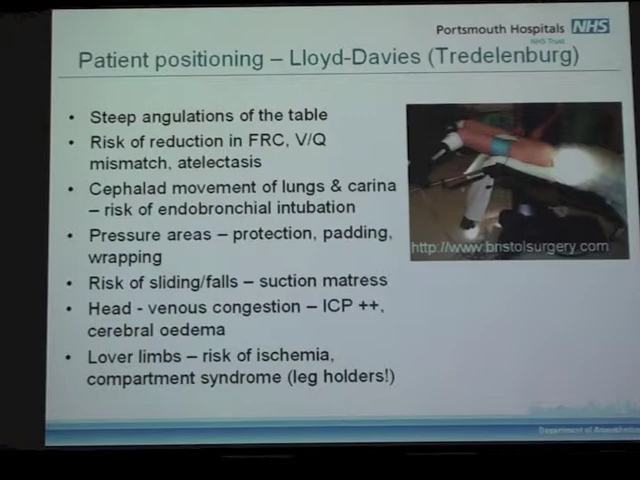 Portsmouth Hospitals NHS
NHS Trust
Patient positioning – Lloyd-Davies (Tredelenburg)
• Steep angulations of the table
• Risk of reduction in FRC, V/Q
mismatch, atelectasis
• Cephalad movement of lungs & carina
– risk of endobronchial intubation
• Pressure areas – protection, padding,
wrapping
• Risk of sliding/falls – suction matress
• Head - venous congestion – ICP ++,
cerebral oedema
• Lover limbs – risk of ischemia,
compartment syndrome (leg holders!)
http://www.bristolsurgery.com
Department of Anaesthetics